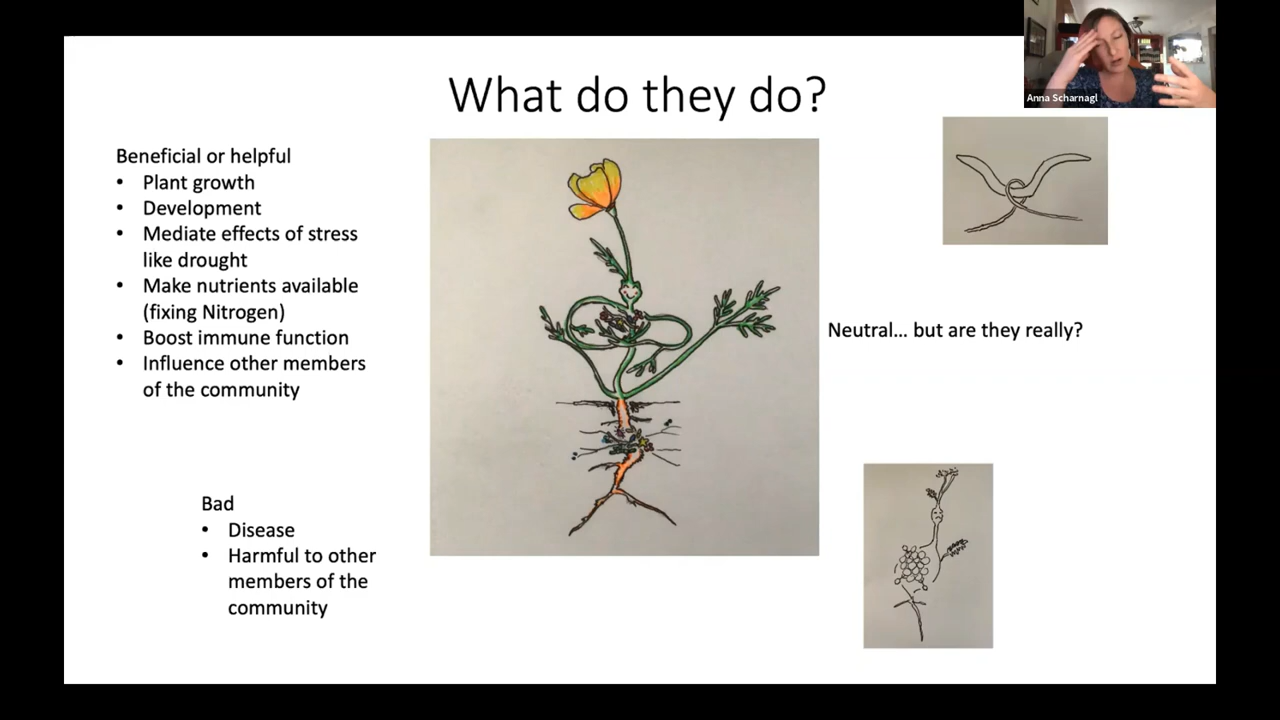 What do they do?
Anna Scharnagl
Beneficial or helpful
• Plant growth
• Development
• Mediate effects of stress
like drought
• Make nutrients available
(fixing Nitrogen)
• Boost immune function
• Influence other members
of the community
Neutral... but are they really?
Bad
• Disease
• Harmful to other
members of the
community